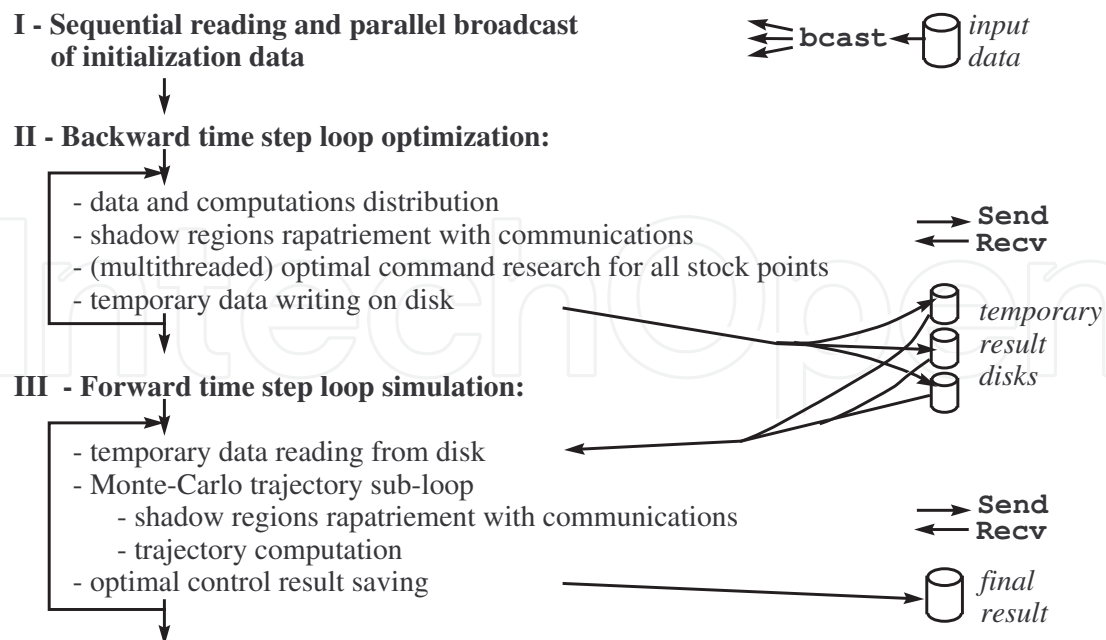 I - Sequential reading and parallel broadcast
of initialization data
bcast
input
data
II - Backward time step loop optimization:
- data and computations distribution
- shadow regions rapatriement with communications
- (multithreaded) optimal command research for all stock points
- temporary data writing on disk
Send
Recv
temporary
result
disks
III - Forward time step loop simulation:
- temporary data reading from disk
- Monte-Carlo trajectory sub-loop
- shadow regions rapatriement with communications
- trajectory computation
- optimal control result saving
Send
Recv
final
result
IntechOpen